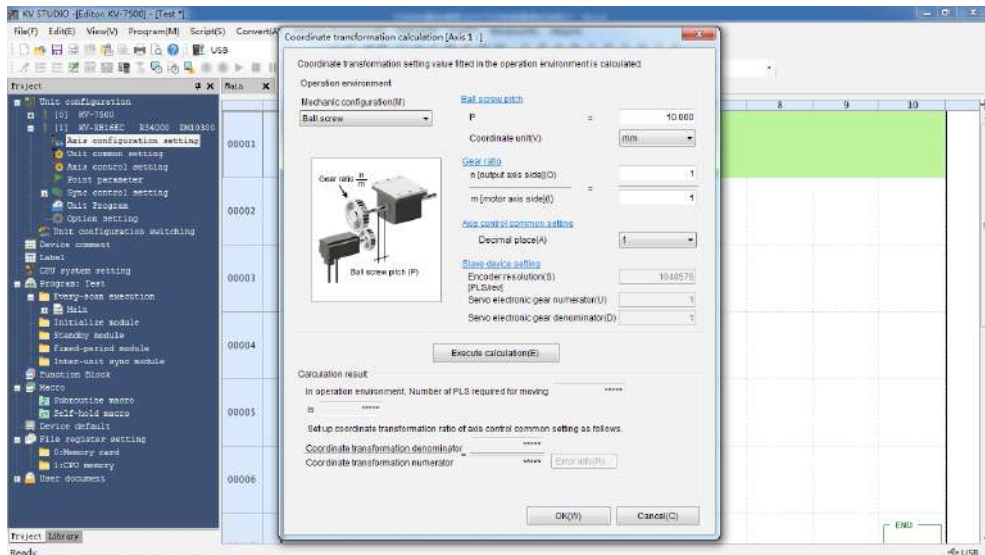 KV STUDIO -[Editor: KV-7500] - [Test *]
File(F) Edit(E) View(V) Program(M) Script(S) Convert(A
USB
Project
Main
Unit configuration
[0] KV-7500
[1] KV-XH16EC R34000 DM10300
Axis configuration setting
Unit common setting
Axis control setting
Point parameter
Sync control setting
Unit Program
Option setting
Unit configuration switching
Device comment
Label
CPU system setting
Program: Test
Every-scan execution
Main
Initialize module
Standby module
Fixed-period module
Inter-unit sync module
Function Block
Macro
Subroutine macro
Self-hold macro
Device default
File register setting
0:Memory card
1:CPU memory
User document
Project Library
Ready
00001
00002
00003
00004
00005
00006
Coordinate transformation calculation [Axis 1 : ]
Coordinate transformation setting value fitted in the operation environment is calculated.
Operation environment
Mechanic configuration(M)
Ball screw
Gear ratio n/m
Ball screw pitch (P)
Ball screw pitch
P = 10.000
Coordinate unit(V) mm
Gear ratio
n [output axis side](O) 1
=
m [motor axis side](I) 1
Axis control common setting
Decimal place(A) 1
Slave device setting
Encoder resolution(S) 1048576
[PLS/rev]
Servo electronic gear numerator(U) 1
Servo electronic gear denominator(D) 1
Execute calculation(E)
Calculation result
In operation environment, Number of PLS required for moving *****
is *****
Set up coordinate transformation ratio of axis control common setting as follows.
Coordinate transformation denominator *****
=
Coordinate transformation numerator ***** Error info(R)
OK(W) Cancel(C)
8 9 10
END
USB